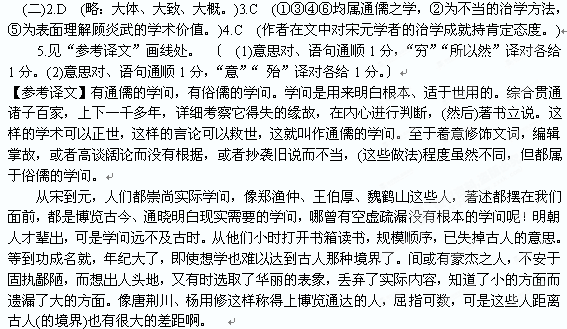 (二)2.D (略：大体、大致、大概。)3.C (①③④⑥均属通儒之学，②为不当的治学方法，
⑤为表面理解顾炎武的学术价值。)4.C (作者在文中对宋元学者的治学成就持肯定态度。)
5.见“参考译文”画线处。 〔 (1)意思对、语句通顺 1 分，“穷”“所以然”译对各给
1 分。(2)意思对、语句通顺 1 分，“意”“ 殆”译对各给 1 分。〕
【参考译文】有通儒的学问，有俗儒的学问。学问是用来明白根本、适于世用的。综合贯通
诸子百家，上下一千多年，详细考察它得失的缘故，在内心进行判断，(然后)著书立说。这
样的学术可以正世，这样的言论可以救世，这就叫作通儒的学问。至于着意修饰文词，编辑
掌故，或者高谈阔论而没有根据，或者抄袭旧说而不当，(这些做法)程度虽然不同，但都属
于俗儒的学问。
从宋到元，人们都崇尚实际学问，像郑渔仲、王伯厚、魏鹤山这些人，著述都摆在我们
面前，都是博览古今、通晓明白现实需要的学问，哪曾有空虚疏漏没有根本的学问呢！明朝
人才辈出，可是学问远不及古时。从他们小时打开书箱读书，规模顺序，已失掉古人的意思。
等到功成名就，年纪大了，即使想学也难以达到古人那种境界了。间或有豪杰之人，不安于
固执鄙陋，而想出人头地，又有时选取了华丽的表象，丢弃了实际内容，知道了小的方面而
遗漏了大的方面。像唐荆川、杨用修这样称得上博览通达的人，屈指可数，可是这些人距离
古人(的境界)也有很大的差距啊。